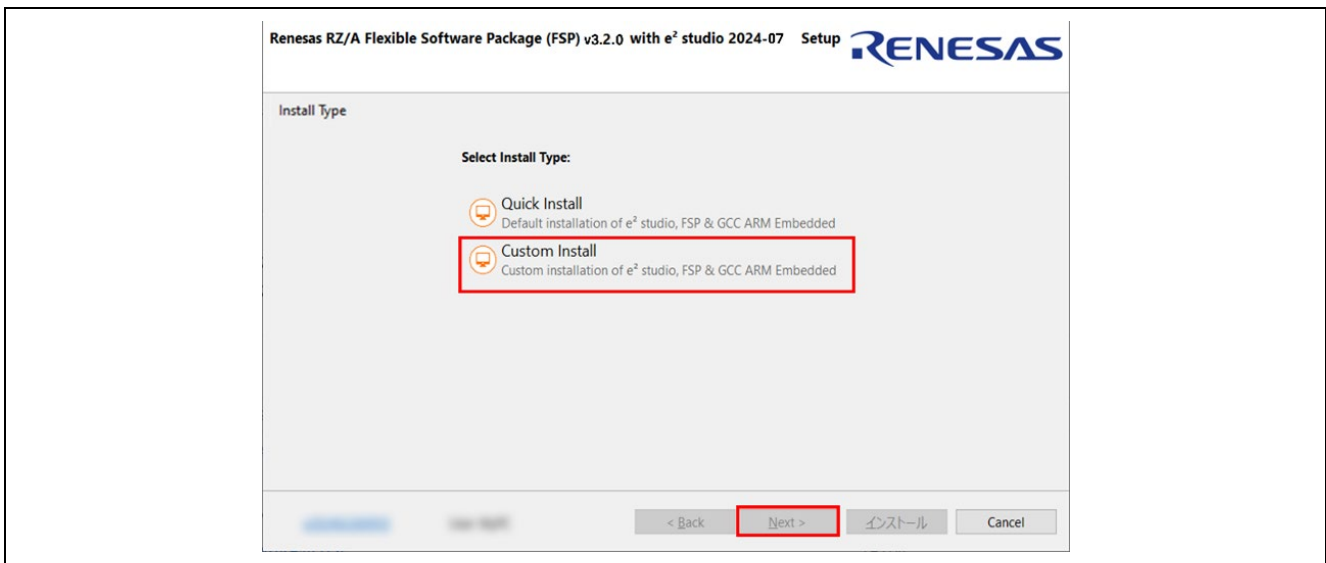 Renesas RZ/A Flexible Software Package (FSP) v3.2.0 with e² studio 2024-07 Setup
RENESAS
Install Type
Select Install Type:
Quick Install
Default installation of e² studio, FSP & GCC ARM Embedded
Custom Install
Custom installation of e² studio, FSP & GCC ARM Embedded
< Back
Next >
インストール
Cancel